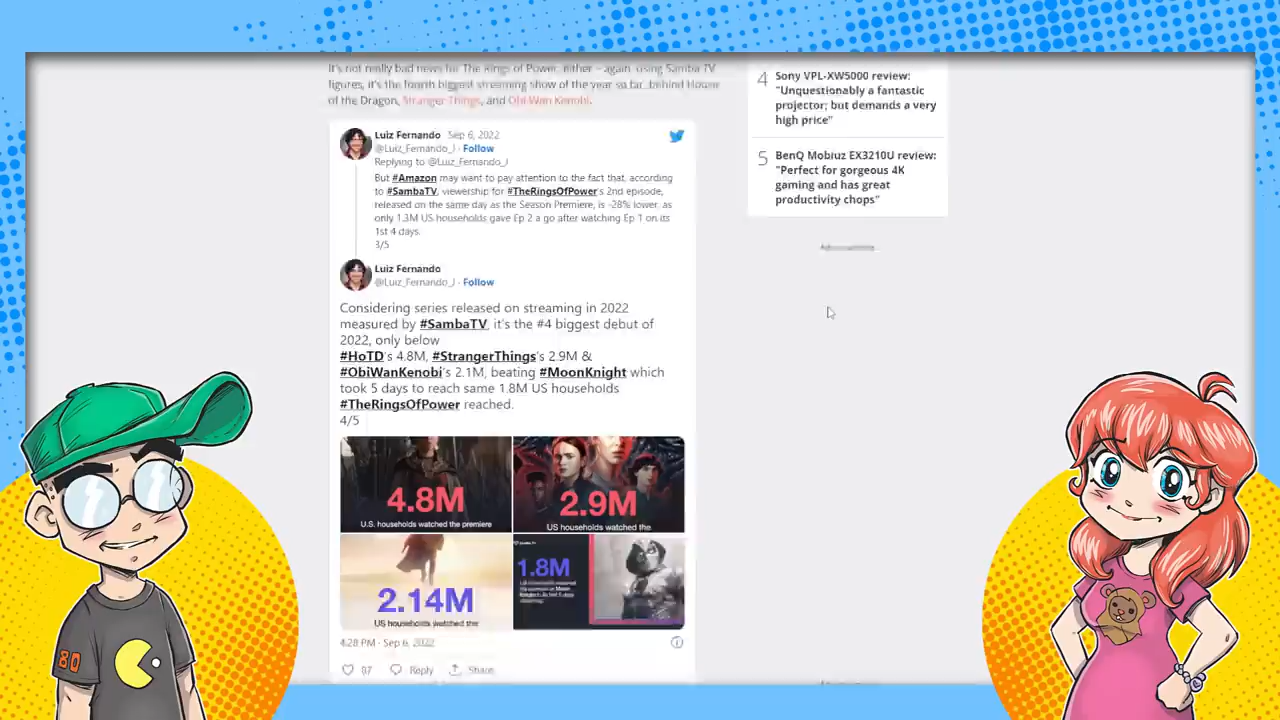 It's not really bad news for The Rings of Power, either – again, using Samba TV
figures, it's the fourth biggest streaming show of the year so far, behind House
of the Dragon, Stranger Things, and Obi-Wan Kenobi.
Luiz Fernando Sep 6, 2022
@Luiz_Fernando_J · Follow
Replying to @Luiz_Fernando_J
But #Amazon may want to pay attention to the fact that, according
to #SambaTV, viewership for #TheRingsOfPower's 2nd episode,
released on the same day as the Season Premiere, is -28% lower, as
only 1.3M US households gave Ep 2 a go after watching Ep 1 on its
1st 4 days.
3/5
Luiz Fernando
@Luiz_Fernando_J · Follow
Considering series released on streaming in 2022
measured by #SambaTV, it's the #4 biggest debut of
2022, only below
#HoTD's 4.8M, #StrangerThings's 2.9M &
#ObiWanKenobi's 2.1M, beating #MoonKnight which
took 5 days to reach same 1.8M US households
#TheRingsOfPower reached.
4/5
4.8M
U.S. households watched the premiere
2.9M
US households watched the
2.14M
US households watched the
1.8M
4:28 PM · Sep 6, 2022
87 Reply Share
4 Sony VPL-XW5000 review:
"Unquestionably a fantastic
projector; but demands a very
high price"
5 BenQ Mobiuz EX3210U review:
"Perfect for gorgeous 4K
gaming and has great
productivity chops"
Advertisement
80